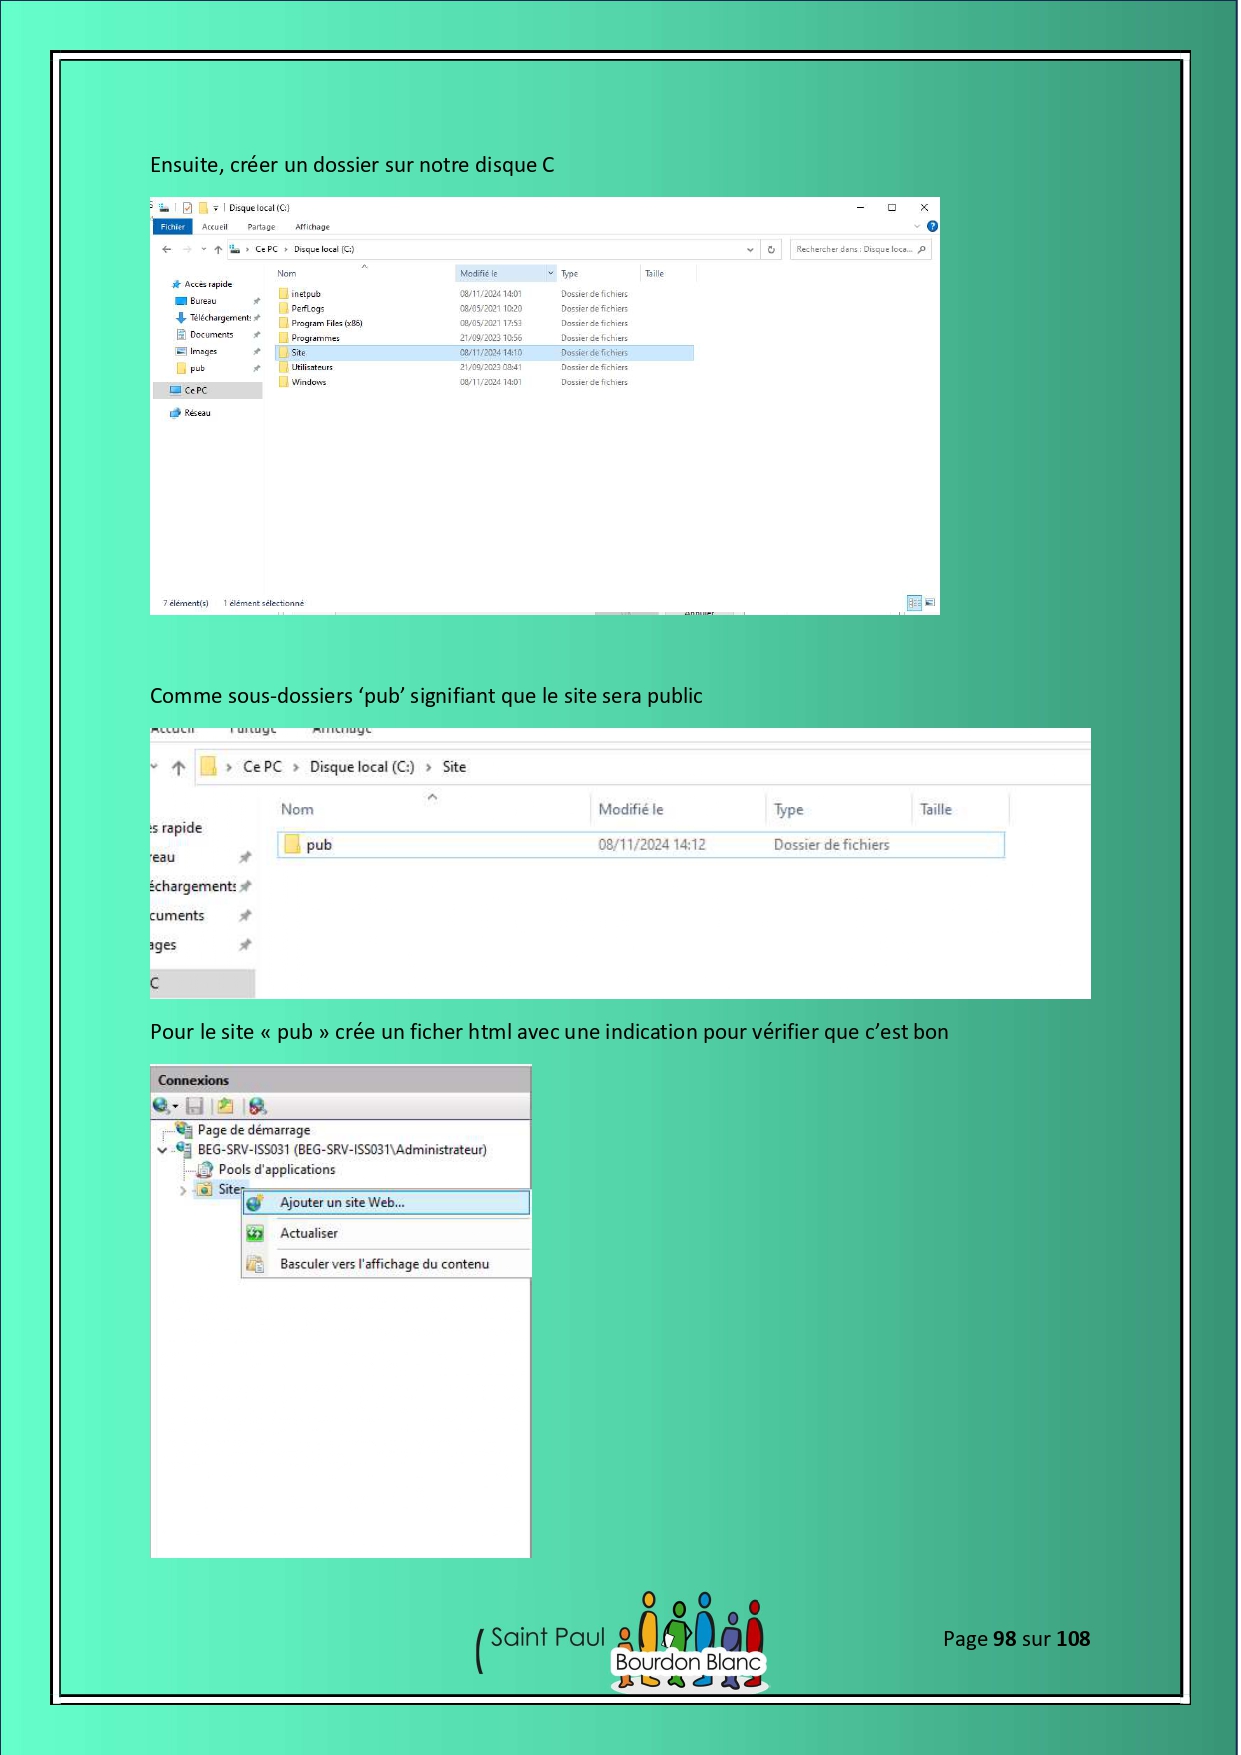 Ensuite, créer un dossier sur notre disque C
Disque local (C:)
Fichier Accueil Partage Affichage
Ce PC Disque local (C:) Rechercher dans : Disque loca...
Nom Modifié le Type Taille
Accès rapide
Bureau
Téléchargements
Documents
Images
pub
Ce PC
Réseau
inetpub 08/11/2024 14:01 Dossier de fichiers
PerfLogs 08/05/2021 10:20 Dossier de fichiers
Program Files (x86) 08/05/2021 17:53 Dossier de fichiers
Programmes 21/09/2023 10:56 Dossier de fichiers
Site 08/11/2024 14:10 Dossier de fichiers
Utilisateurs 21/09/2023 08:41 Dossier de fichiers
Windows 08/11/2024 14:01 Dossier de fichiers
7 élément(s) 1 élément sélectionné
Annuler
Comme sous-dossiers ‘pub’ signifiant que le site sera public
Accueil Partage Affichage
Ce PC Disque local (C:) Site
Nom Modifié le Type Taille
pub 08/11/2024 14:12 Dossier de fichiers
s rapide
reau
échargements
cuments
ages
C
Pour le site « pub » crée un ficher html avec une indication pour vérifier que c’est bon
Connexions
Page de démarrage
BEG-SRV-ISS031 (BEG-SRV-ISS031\Administrateur)
Pools d'applications
Sites
Ajouter un site Web...
Actualiser
Basculer vers l'affichage du contenu
Saint Paul
Bourdon Blanc
Page 98 sur 108